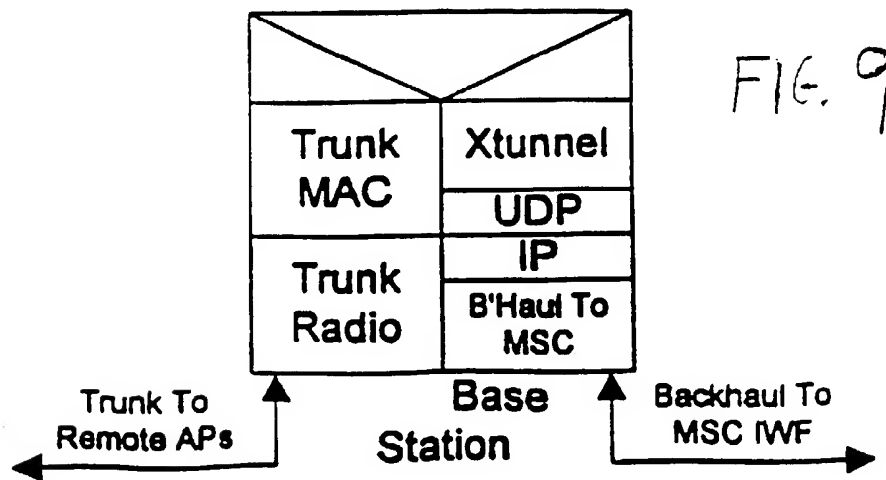 FIG. 9
Trunk
MAC
Xtunnel
UDP
Trunk
Radio
IP
B'Haul To
MSC
Trunk To
Remote APs
Base
Station
Backhaul To
MSC IWF